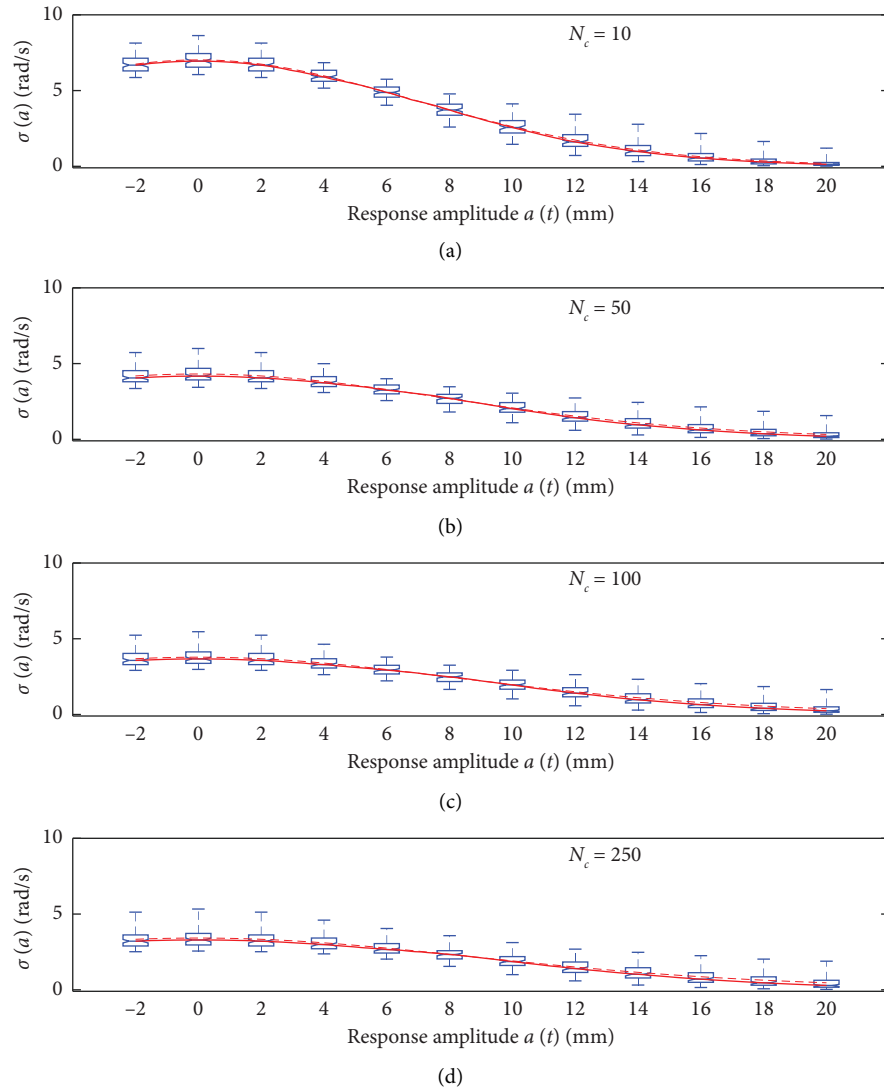 10
N_c = 10
σ (a) (rad/s)
5
0
–2 0 2 4 6 8 10 12 14 16 18 20
Response amplitude a (t) (mm)
(a)
10
N_c = 50
σ (a) (rad/s)
5
0
–2 0 2 4 6 8 10 12 14 16 18 20
Response amplitude a (t) (mm)
(b)
10
N_c = 100
σ (a) (rad/s)
5
0
–2 0 2 4 6 8 10 12 14 16 18 20
Response amplitude a (t) (mm)
(c)
10
N_c = 250
σ (a) (rad/s)
5
0
–2 0 2 4 6 8 10 12 14 16 18 20
Response amplitude a (t) (mm)
(d)